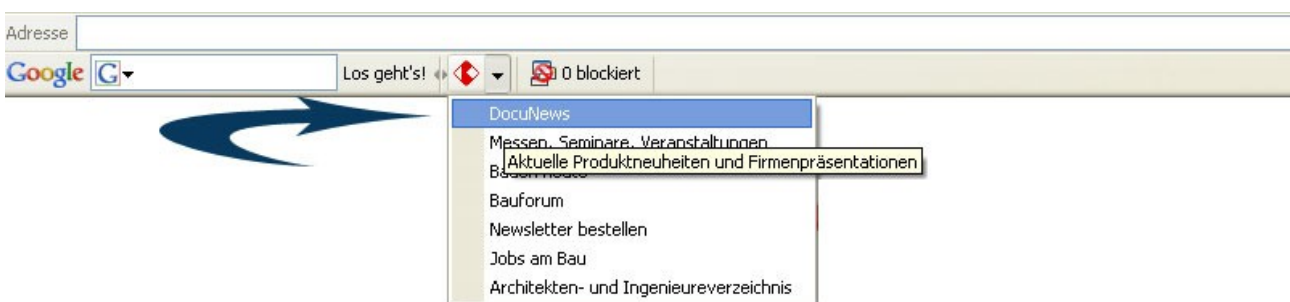 Adresse
Google G Los geht's! 0 blockiert
DocuNews
Messen, Seminare, Veranstaltungen
Aktuelle Produktneuheiten und Firmenpräsentationen
Bauforum
Newsletter bestellen
Jobs am Bau
Architekten- und Ingenieureverzeichnis